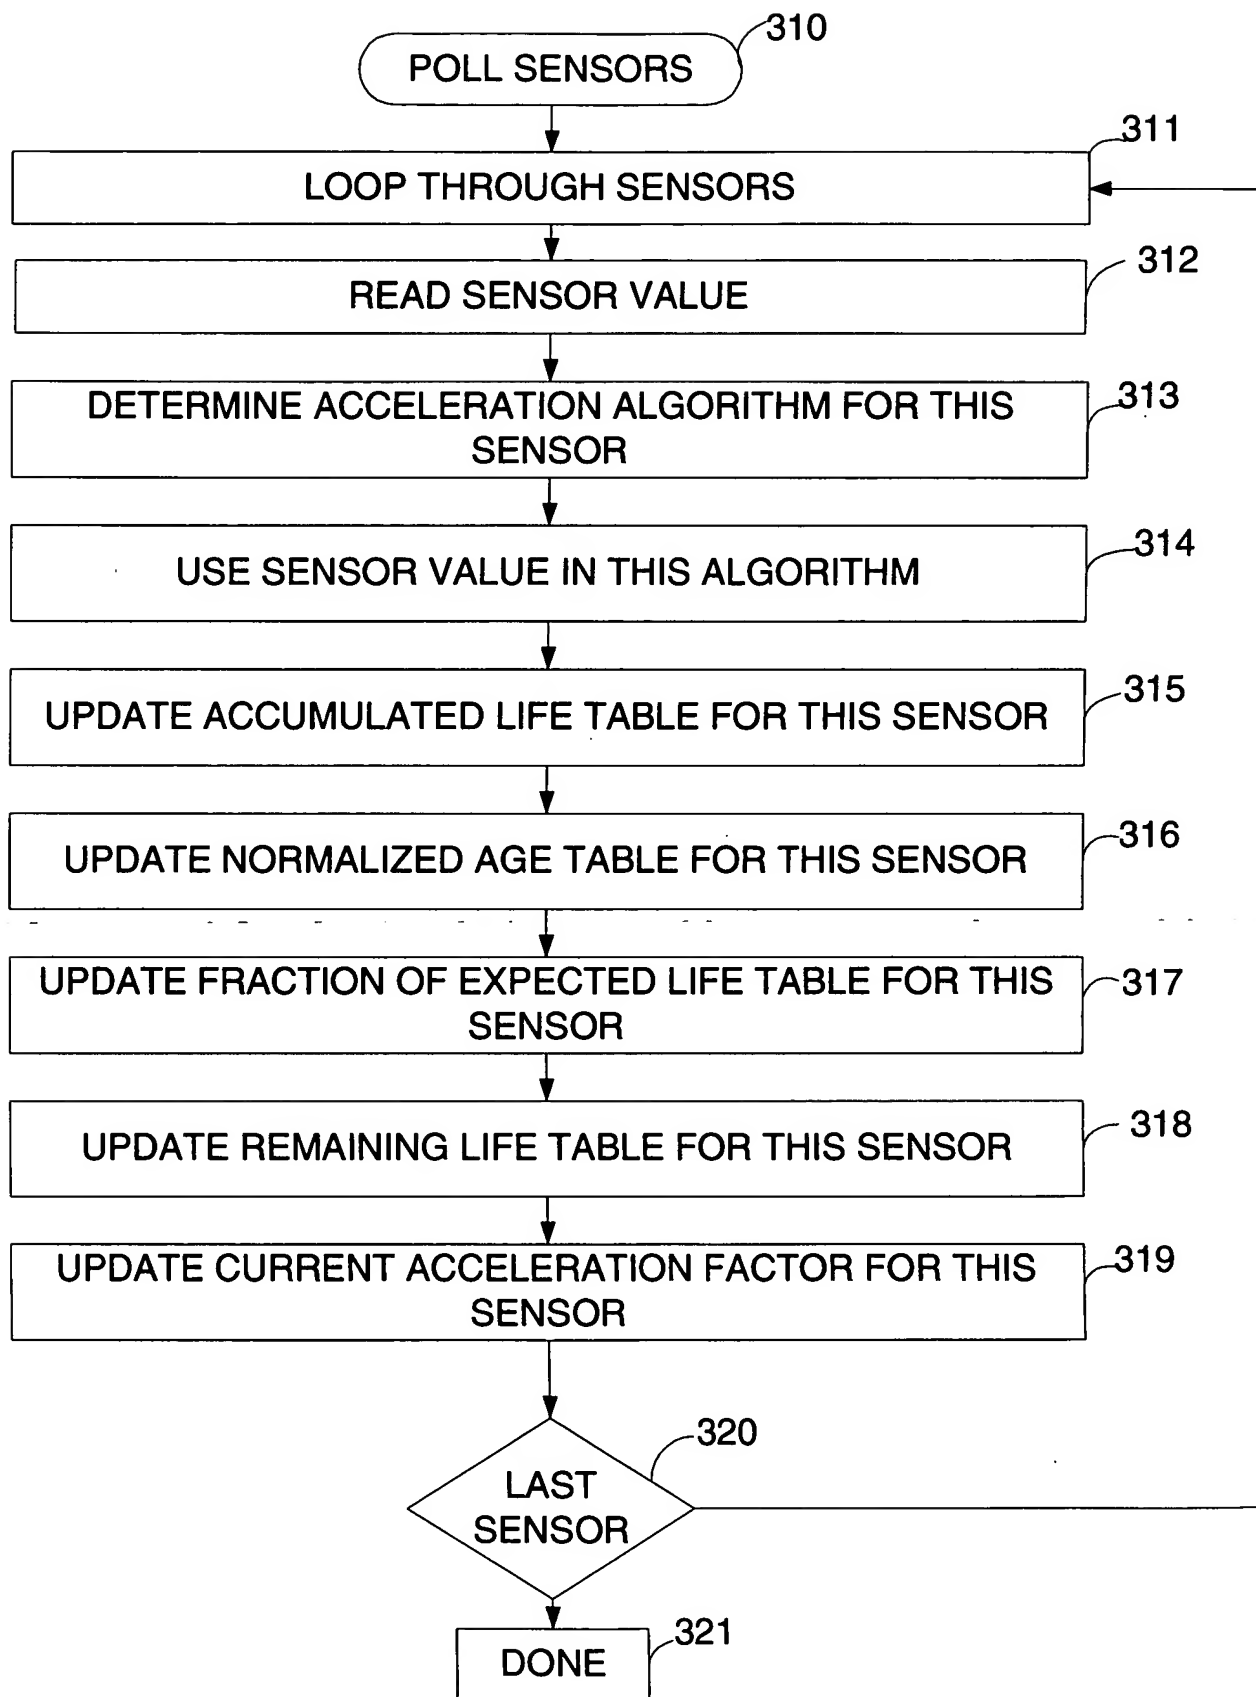 310
POLL SENSORS
311
LOOP THROUGH SENSORS
312
READ SENSOR VALUE
313
DETERMINE ACCELERATION ALGORITHM FOR THIS
SENSOR
314
USE SENSOR VALUE IN THIS ALGORITHM
315
UPDATE ACCUMULATED LIFE TABLE FOR THIS SENSOR
316
UPDATE NORMALIZED AGE TABLE FOR THIS SENSOR
317
UPDATE FRACTION OF EXPECTED LIFE TABLE FOR THIS
SENSOR
318
UPDATE REMAINING LIFE TABLE FOR THIS SENSOR
319
UPDATE CURRENT ACCELERATION FACTOR FOR THIS
SENSOR
320
LAST
SENSOR
321
DONE